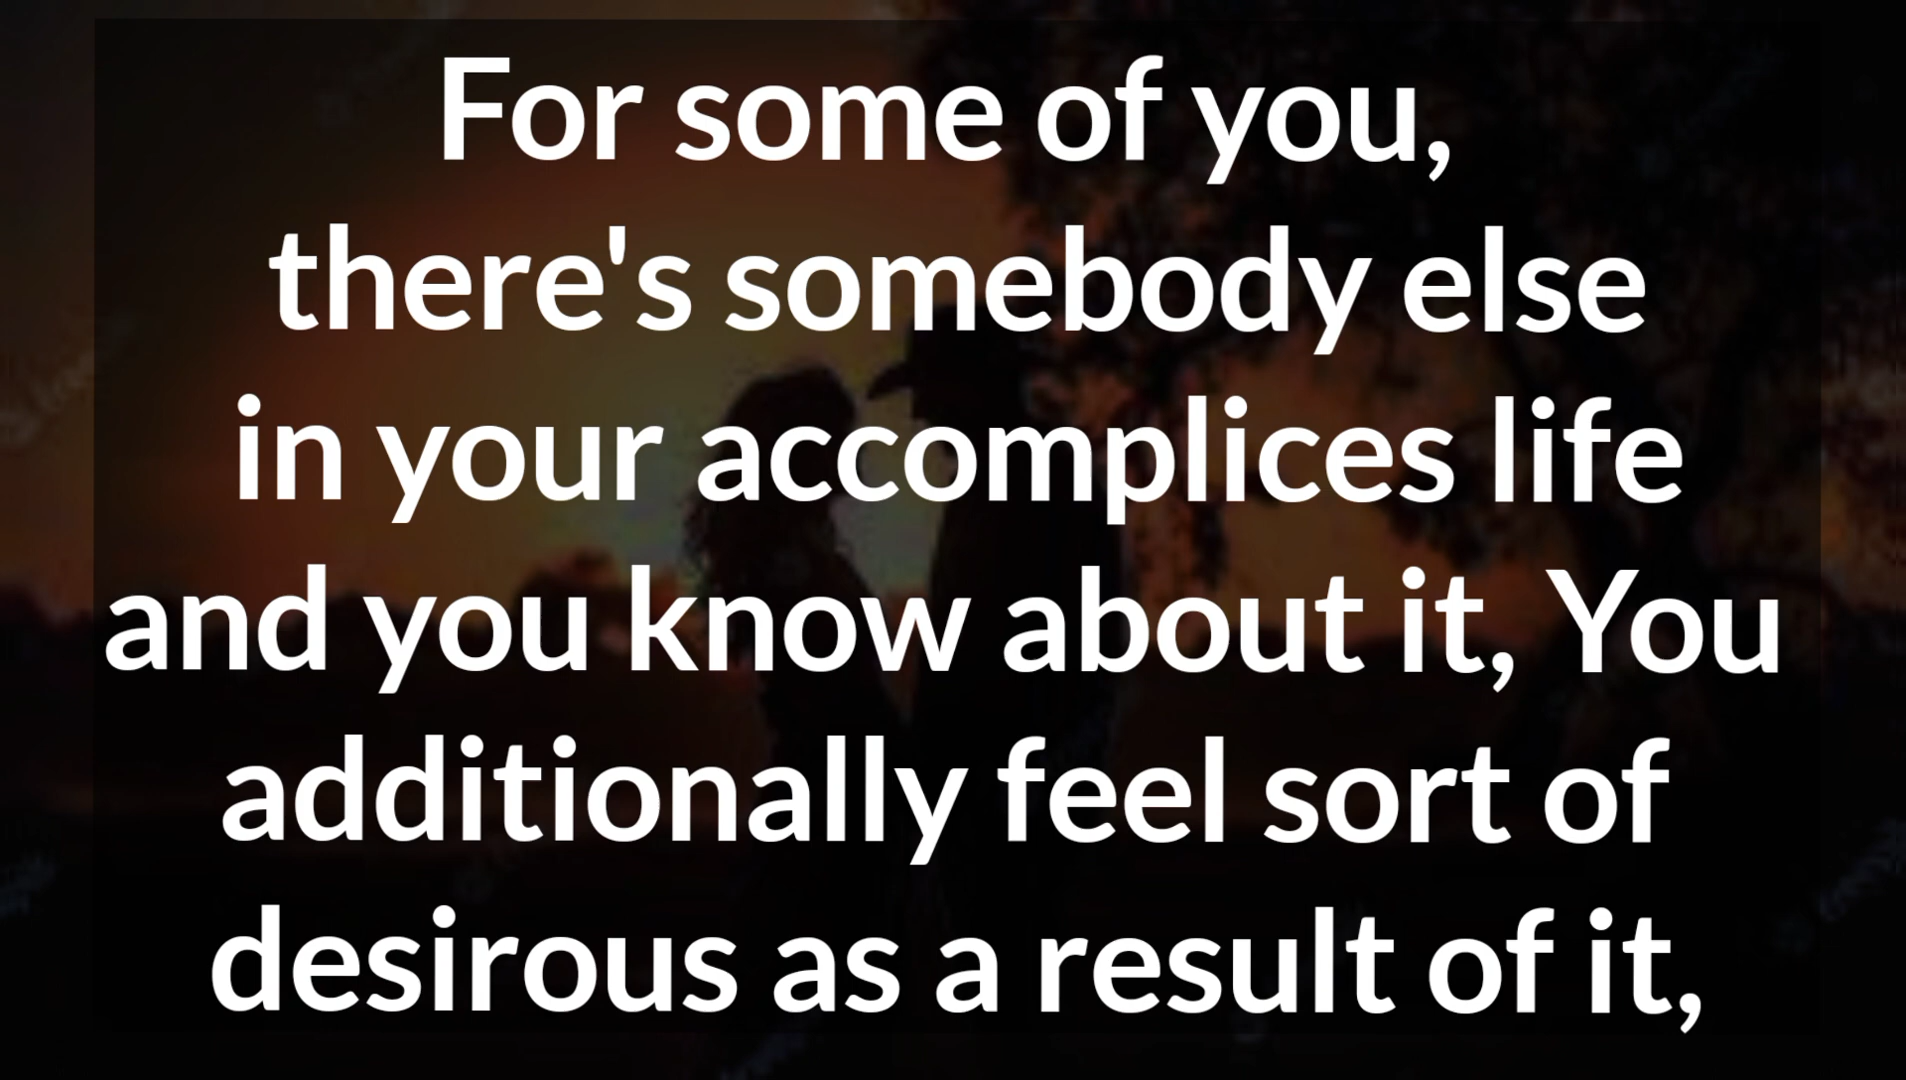 For some of you,
there's somebody else
in your accomplices life
and you know about it, You
additionally feel sort of
desirous as a result of it,